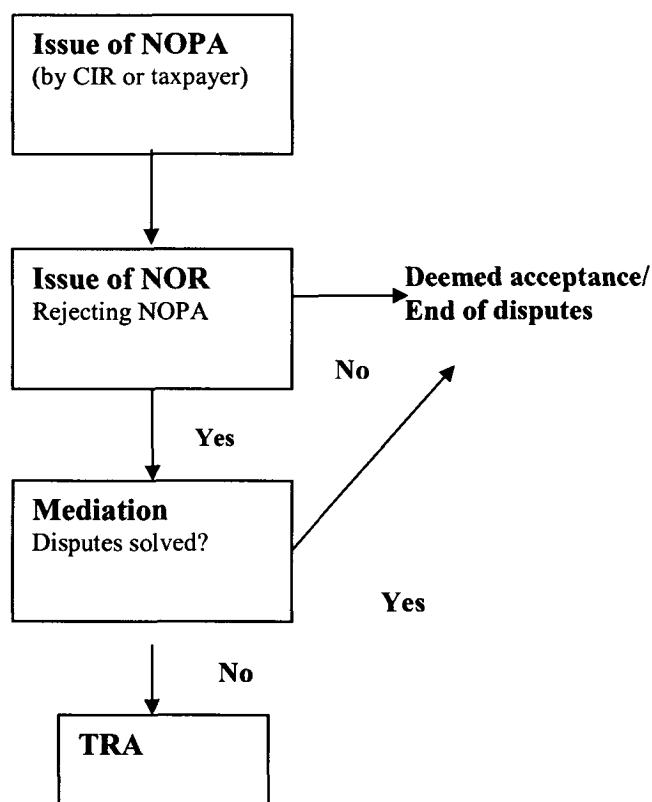 Issue of NOPA
(by CIR or taxpayer)
Issue of NOR
Rejecting NOPA
Deemed acceptance/
End of disputes
No
Yes
Mediation
Disputes solved?
Yes
No
TRA